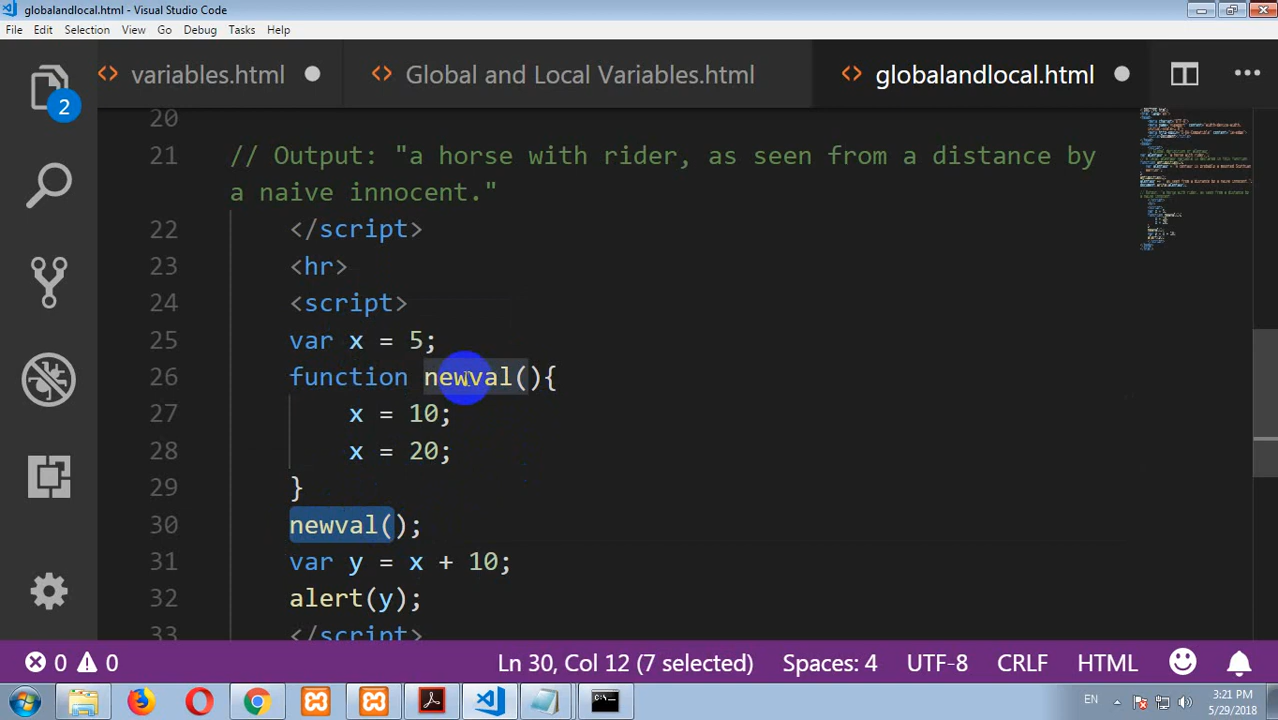 globalandlocal.html - Visual Studio Code
File Edit Selection View Go Debug Tasks Help
variables.html Global and Local Variables.html globalandlocal.html
2
20
21 // Output: "a horse with rider, as seen from a distance by
a naive innocent."
22 </script>
23 <hr>
24 <script>
25 var x = 5;
26 function newval(){
27 x = 10;
28 x = 20;
29 }
30 newval();
31 var y = x + 10;
32 alert(y);
33 </script>
0 0 Ln 30, Col 12 (7 selected) Spaces: 4 UTF-8 CRLF HTML
EN 3:21 PM
5/29/2018